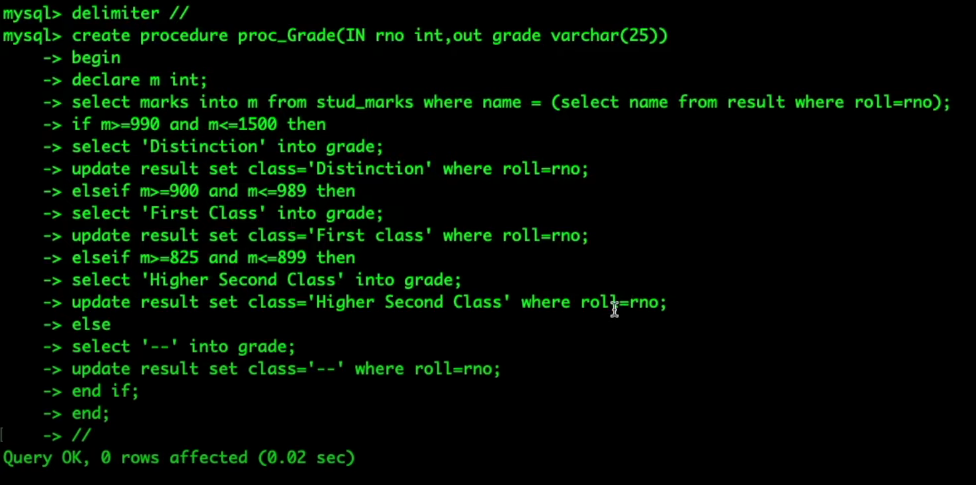 mysql> delimiter //
mysql> create procedure proc_Grade(IN rno int,out grade varchar(25))
-> begin
-> declare m int;
-> select marks into m from stud_marks where name = (select name from result where roll=rno);
-> if m>=990 and m<=1500 then
-> select 'Distinction' into grade;
-> update result set class='Distinction' where roll=rno;
-> elseif m>=900 and m<=989 then
-> select 'First Class' into grade;
-> update result set class='First class' where roll=rno;
-> elseif m>=825 and m<=899 then
-> select 'Higher Second Class' into grade;
-> update result set class='Higher Second Class' where roll=rno;
-> else
-> select '--' into grade;
-> update result set class='--' where roll=rno;
-> end if;
-> end;
-> //
Query OK, 0 rows affected (0.02 sec)